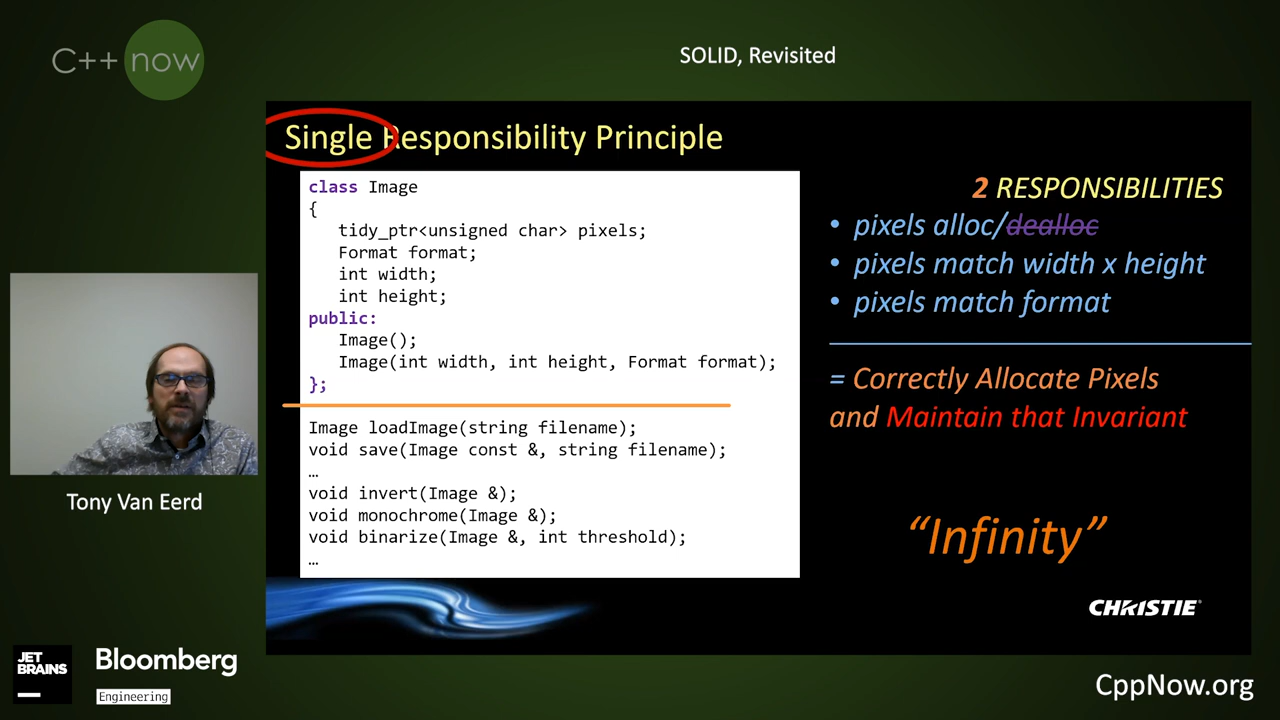 C++ now
SOLID, Revisited
Single Responsibility Principle
class Image
{
tidy_ptr<unsigned char> pixels;
Format format;
int width;
int height;
public:
Image();
Image(int width, int height, Format format);
};
Image loadImage(string filename);
void save(Image const &, string filename);
…
void invert(Image &);
void monochrome(Image &);
void binarize(Image &, int threshold);
…
2 RESPONSIBILITIES
• pixels alloc/dealloc
• pixels match width x height
• pixels match format
= Correctly Allocate Pixels
and Maintain that Invariant
“Infinity”
CHRISTIE
Tony Van Eerd
JET
BRAINS
Bloomberg
Engineering
CppNow.org